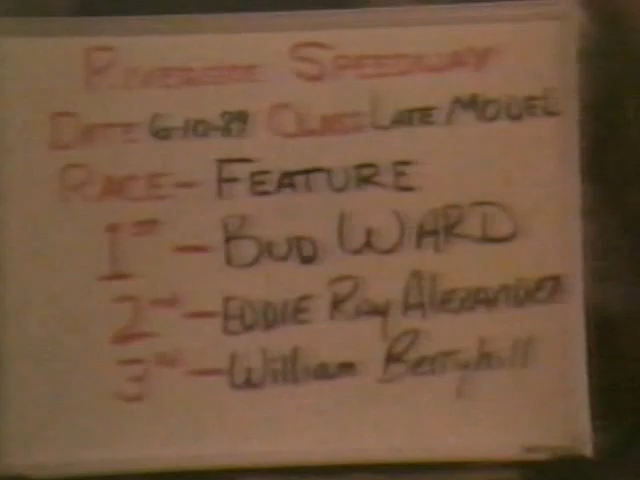 RIVERSIDE SPEEDWAY
DATE 6-10-89 CLASS LATE MODEL
RACE- FEATURE
1ST - BUD WARD
2nd - EDDIE Ray Alexander
3rd - William Berryhill